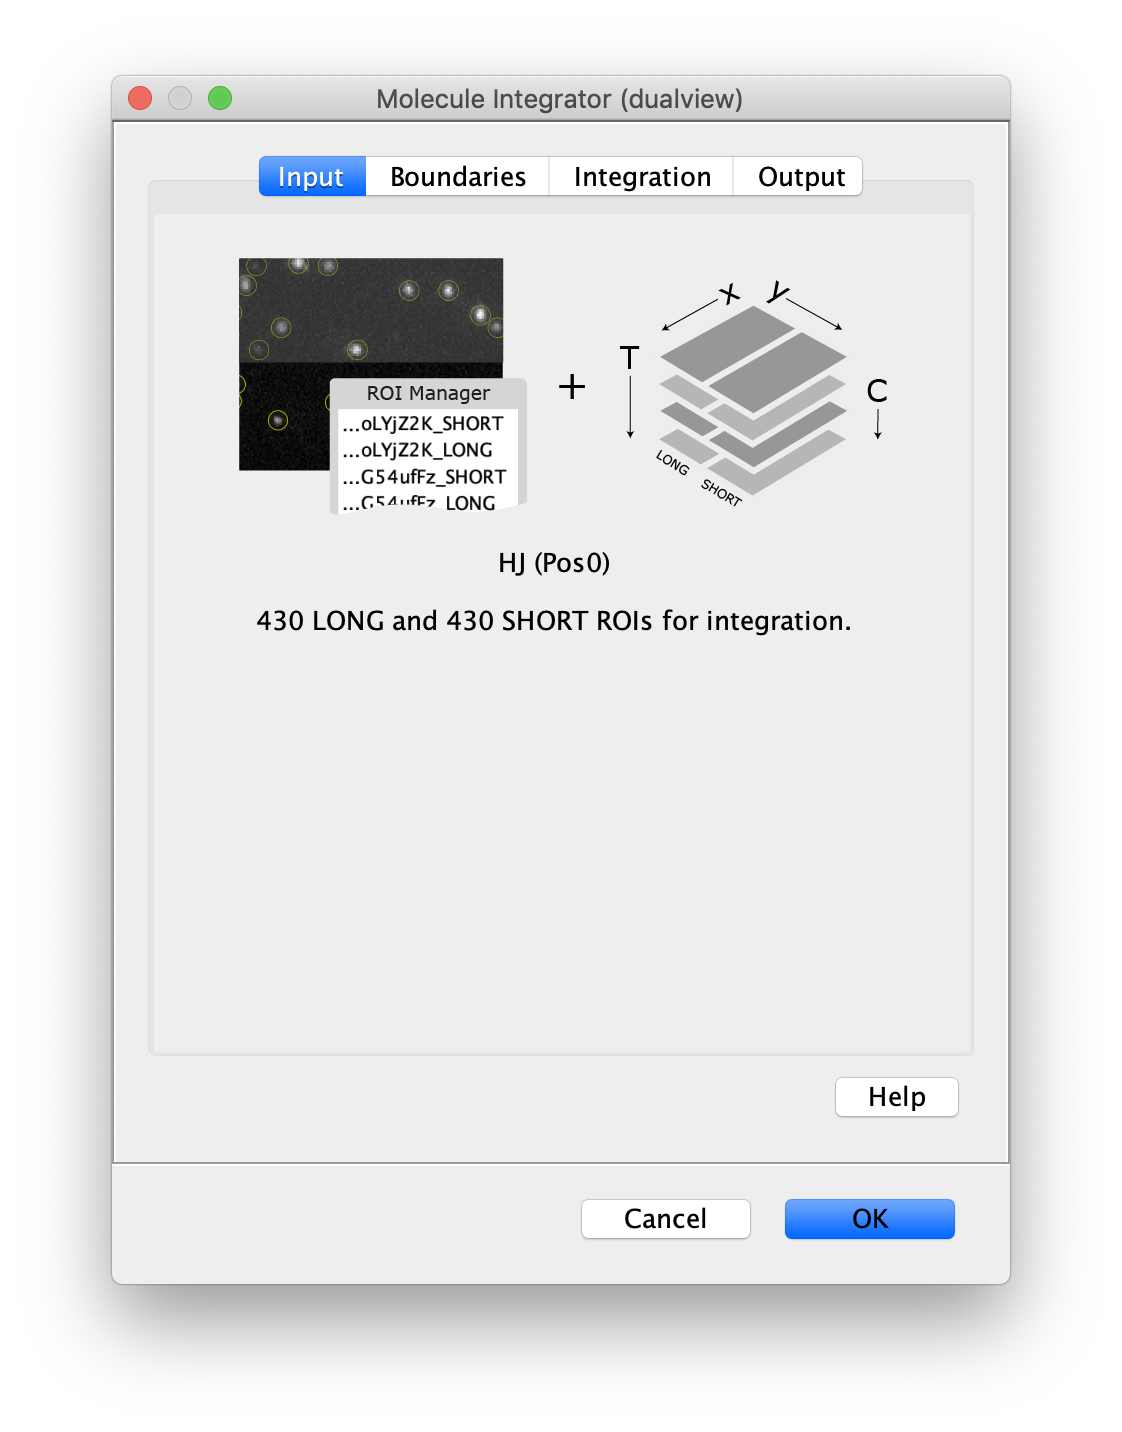 Molecule Integrator (dualview)
Input Boundaries Integration Output
ROI Manager
...oLYjZ2K_SHORT
...oLYjZ2K_LONG
...G54ufFz_SHORT
...G54ufFz_LONG
+
x y
T
C
LONG
SHORT
HJ (Pos0)
430 LONG and 430 SHORT ROIs for integration.
Help
Cancel OK